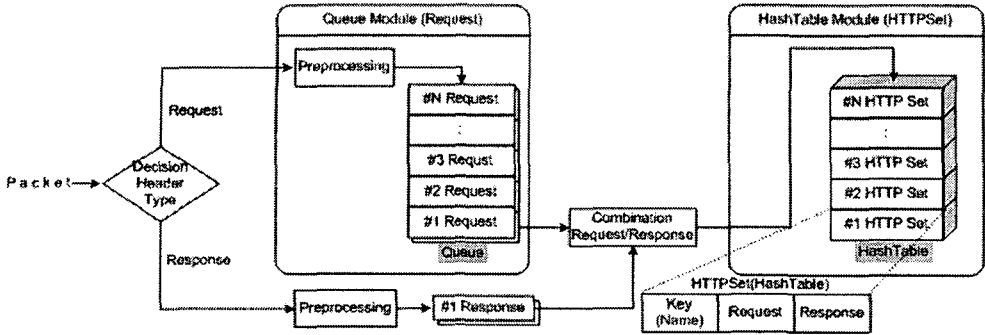 Queue Module (Request)
HashTable Module (HTTPSet)
Preprocessing
Request
#N Request
:
#3 Requst
#2 Request
#1 Request
Queue
Packet
Decision
Header
Type
Response
Preprocessing
#1 Response
Combination
Request/Response
#N HTTP Set
:
#3 HTTP Set
#2 HTTP Set
#1 HTTP Set
HashTable
HTTPSet(HashTable)
Key
(Name)
Request
Response